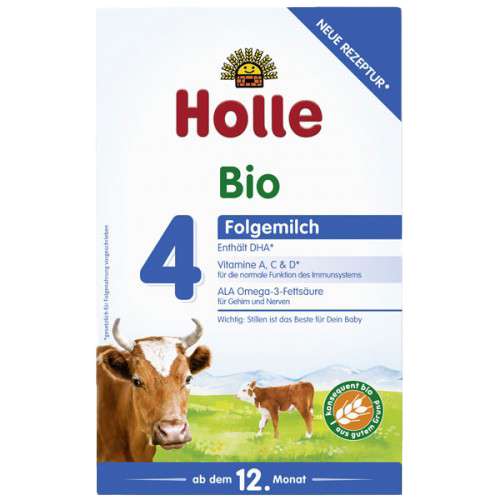 NEUE REZEPTUR*
Holle
Bio
4
Folgemilch
Enthält DHA*
Vitamine A, C & D*
für die normale Funktion des Immunsystems
ALA Omega-3-Fettsäure
für Gehirn und Nerven
Wichtig: Stillen ist das Beste für Dein Baby
*gesetzlich für Folgenahrung vorgeschrieben
konsequent bio
aus gutem Grund
ab dem 12. Monat